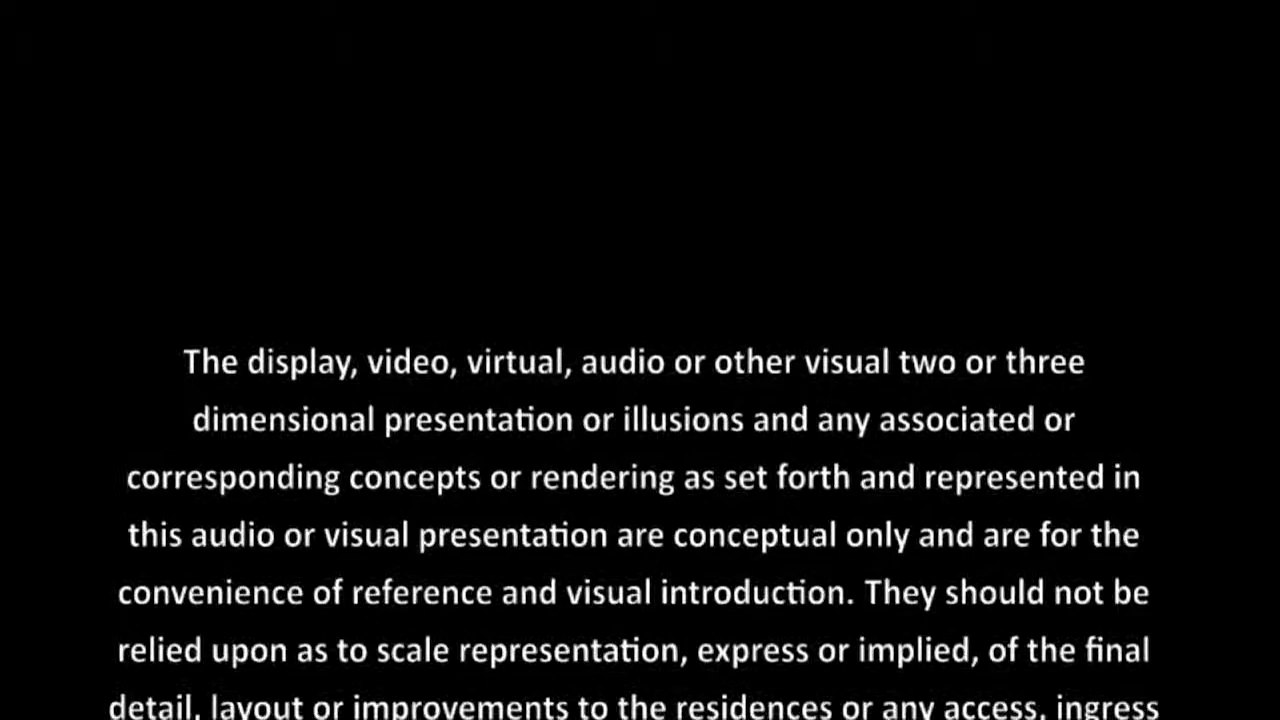 The display, video, virtual, audio or other visual two or three
dimensional presentation or illusions and any associated or
corresponding concepts or rendering as set forth and represented in
this audio or visual presentation are conceptual only and are for the
convenience of reference and visual introduction. They should not be
relied upon as to scale representation, express or implied, of the final
detail, layout or improvements to the residences or any access, ingress